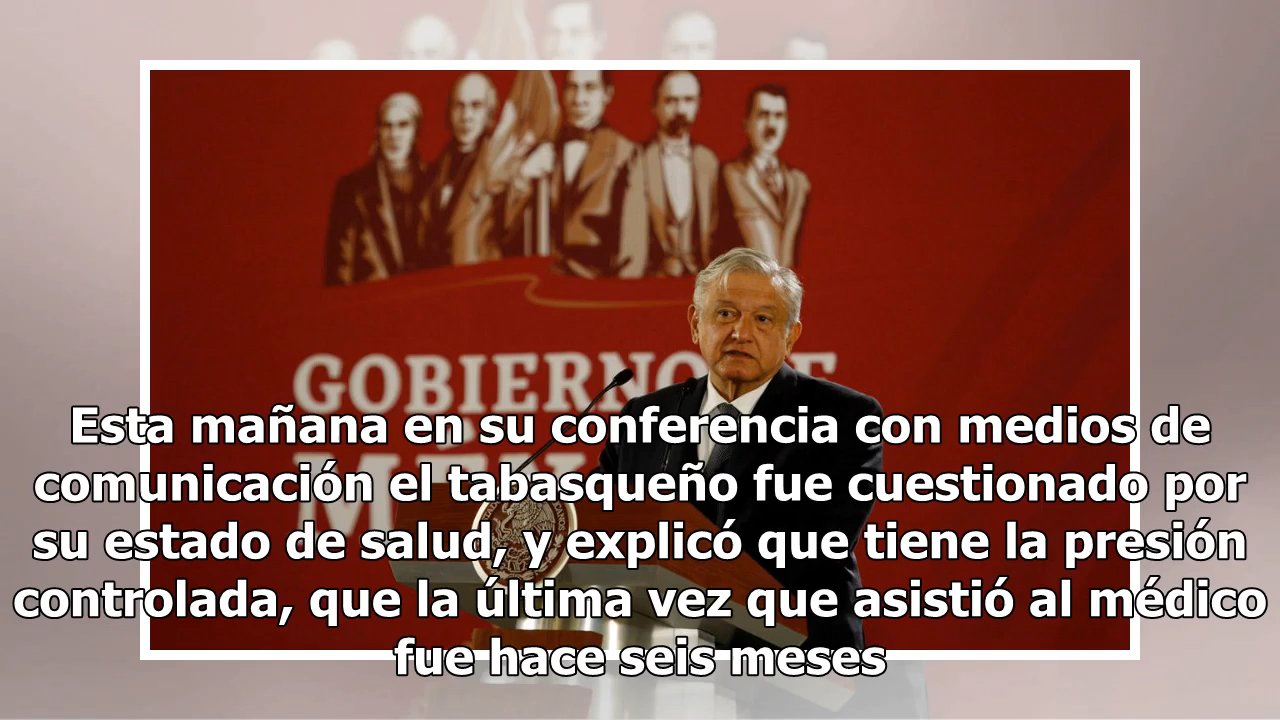 GOBIERNO DE
Esta mañana en su conferencia con medios de
comunicación el tabasqueño fue cuestionado por
su estado de salud, y explicó que tiene la presión
controlada, que la última vez que asistió al médico
fue hace seis meses